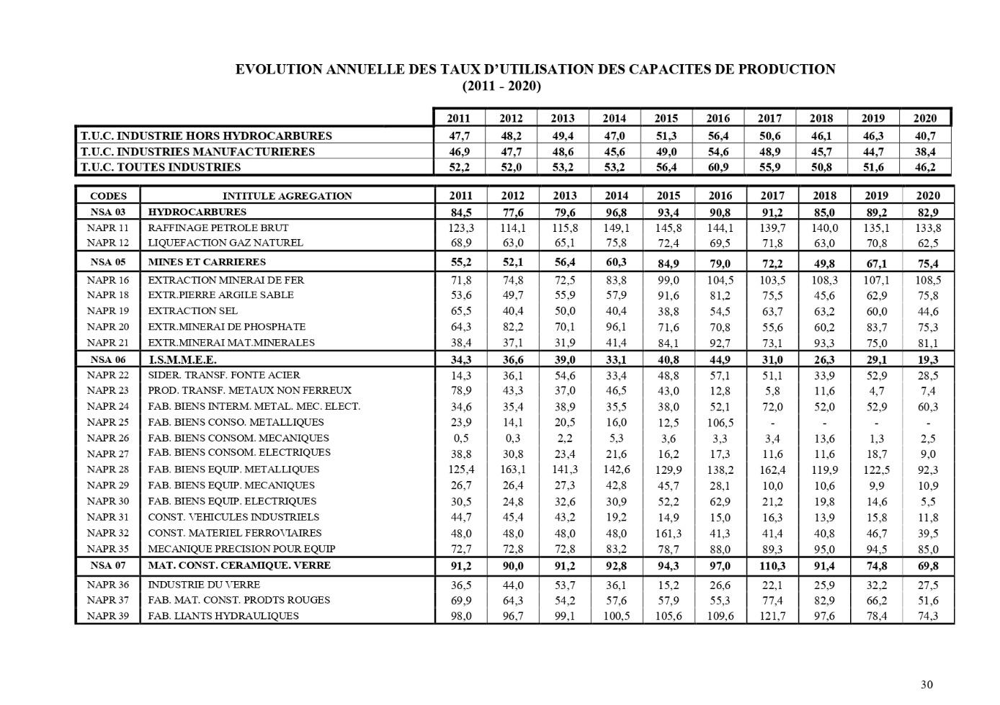 EVOLUTION ANNUELLE DES TAUX D’UTILISATION DES CAPACITES DE PRODUCTION
(2011 - 2020)
2011 2012 2013 2014 2015 2016 2017 2018 2019 2020
T.U.C. INDUSTRIE HORS HYDROCARBURES 47,7 48,2 49,4 47,0 51,3 56,4 50,6 46,1 46,3 40,7
T.U.C. INDUSTRIES MANUFACTURIERES 46,9 47,7 48,6 45,6 49,0 54,6 48,9 45,7 44,7 38,4
T.U.C. TOUTES INDUSTRIES 52,2 52,0 53,2 53,2 56,4 60,9 55,9 50,8 51,6 46,2
CODES INTITULE AGREGATION 2011 2012 2013 2014 2015 2016 2017 2018 2019 2020
NSA 03 HYDROCARBURES 84,5 77,6 79,6 96,8 93,4 90,8 91,2 85,0 89,2 82,9
NAPR 11 RAFFINAGE PETROLE BRUT 123,3 114,1 115,8 149,1 145,8 144,1 139,7 140,0 135,1 133,8
NAPR 12 LIQUEFACTION GAZ NATUREL 68,9 63,0 65,1 75,8 72,4 69,5 71,8 63,0 70,8 62,5
NSA 05 MINES ET CARRIERES 55,2 52,1 56,4 60,3 84,9 79,0 72,2 49,8 67,1 75,4
NAPR 16 EXTRACTION MINERAI DE FER 71,8 74,8 72,5 83,8 99,0 104,5 103,5 108,3 107,1 108,5
NAPR 18 EXTR.PIERRE ARGILE SABLE 53,6 49,7 55,9 57,9 91,6 81,2 75,5 45,6 62,9 75,8
NAPR 19 EXTRACTION SEL 65,5 40,4 50,0 40,4 38,8 54,5 63,7 63,2 60,0 44,6
NAPR 20 EXTR.MINERAI DE PHOSPHATE 64,3 82,2 70,1 96,1 71,6 70,8 55,6 60,2 83,7 75,3
NAPR 21 EXTR.MINERAI MAT.MINERALES 38,4 37,1 31,9 41,4 84,1 92,7 73,1 93,3 75,0 81,1
NSA 06 I.S.M.M.E.E. 34,3 36,6 39,0 33,1 40,8 44,9 31,0 26,3 29,1 19,3
NAPR 22 SIDER. TRANSF. FONTE ACIER 14,3 36,1 54,6 33,4 48,8 57,1 51,1 33,9 52,9 28,5
NAPR 23 PROD. TRANSF. METAUX NON FERREUX 78,9 43,3 37,0 46,5 43,0 12,8 5,8 11,6 4,7 7,4
NAPR 24 FAB. BIENS INTERM. METAL. MEC. ELECT. 34,6 35,4 38,9 35,5 38,0 52,1 72,0 52,0 52,9 60,3
NAPR 25 FAB. BIENS CONSO. METALLIQUES 23,9 14,1 20,5 16,0 12,5 106,5 - - - -
NAPR 26 FAB. BIENS CONSOM. MECANIQUES 0,5 0,3 2,2 5,3 3,6 3,3 3,4 13,6 1,3 2,5
NAPR 27 FAB. BIENS CONSOM. ELECTRIQUES 38,8 30,8 23,4 21,6 16,2 17,3 11,6 11,6 18,7 9,0
NAPR 28 FAB. BIENS EQUIP. METALLIQUES 125,4 163,1 141,3 142,6 129,9 138,2 162,4 119,9 122,5 92,3
NAPR 29 FAB. BIENS EQUIP. MECANIQUES 26,7 26,4 27,3 42,8 45,7 28,1 10,0 10,6 9,9 10,9
NAPR 30 FAB. BIENS EQUIP. ELECTRIQUES 30,5 24,8 32,6 30,9 52,2 62,9 21,2 19,8 14,6 5,5
NAPR 31 CONST. VEHICULES INDUSTRIELS 44,7 45,4 43,2 19,2 14,9 15,0 16,3 13,9 15,8 11,8
NAPR 32 CONST. MATERIEL FERROVIAIRES 48,0 48,0 48,0 48,0 161,3 41,3 41,4 40,8 46,7 39,5
NAPR 35 MECANIQUE PRECISION POUR EQUIP 72,7 72,8 72,8 83,2 78,7 88,0 89,3 95,0 94,5 85,0
NSA 07 MAT. CONST. CERAMIQUE. VERRE 91,2 90,0 91,2 92,8 94,3 97,0 110,3 91,4 74,8 69,8
NAPR 36 INDUSTRIE DU VERRE 36,5 44,0 53,7 36,1 15,2 26,6 22,1 25,9 32,2 27,5
NAPR 37 FAB. MAT. CONST. PRODTS ROUGES 69,9 64,3 54,2 57,6 57,9 55,3 77,4 82,9 66,2 51,6
NAPR 39 FAB. LIANTS HYDRAULIQUES 98,0 96,7 99,1 100,5 105,6 109,6 121,7 97,6 78,4 74,3
30